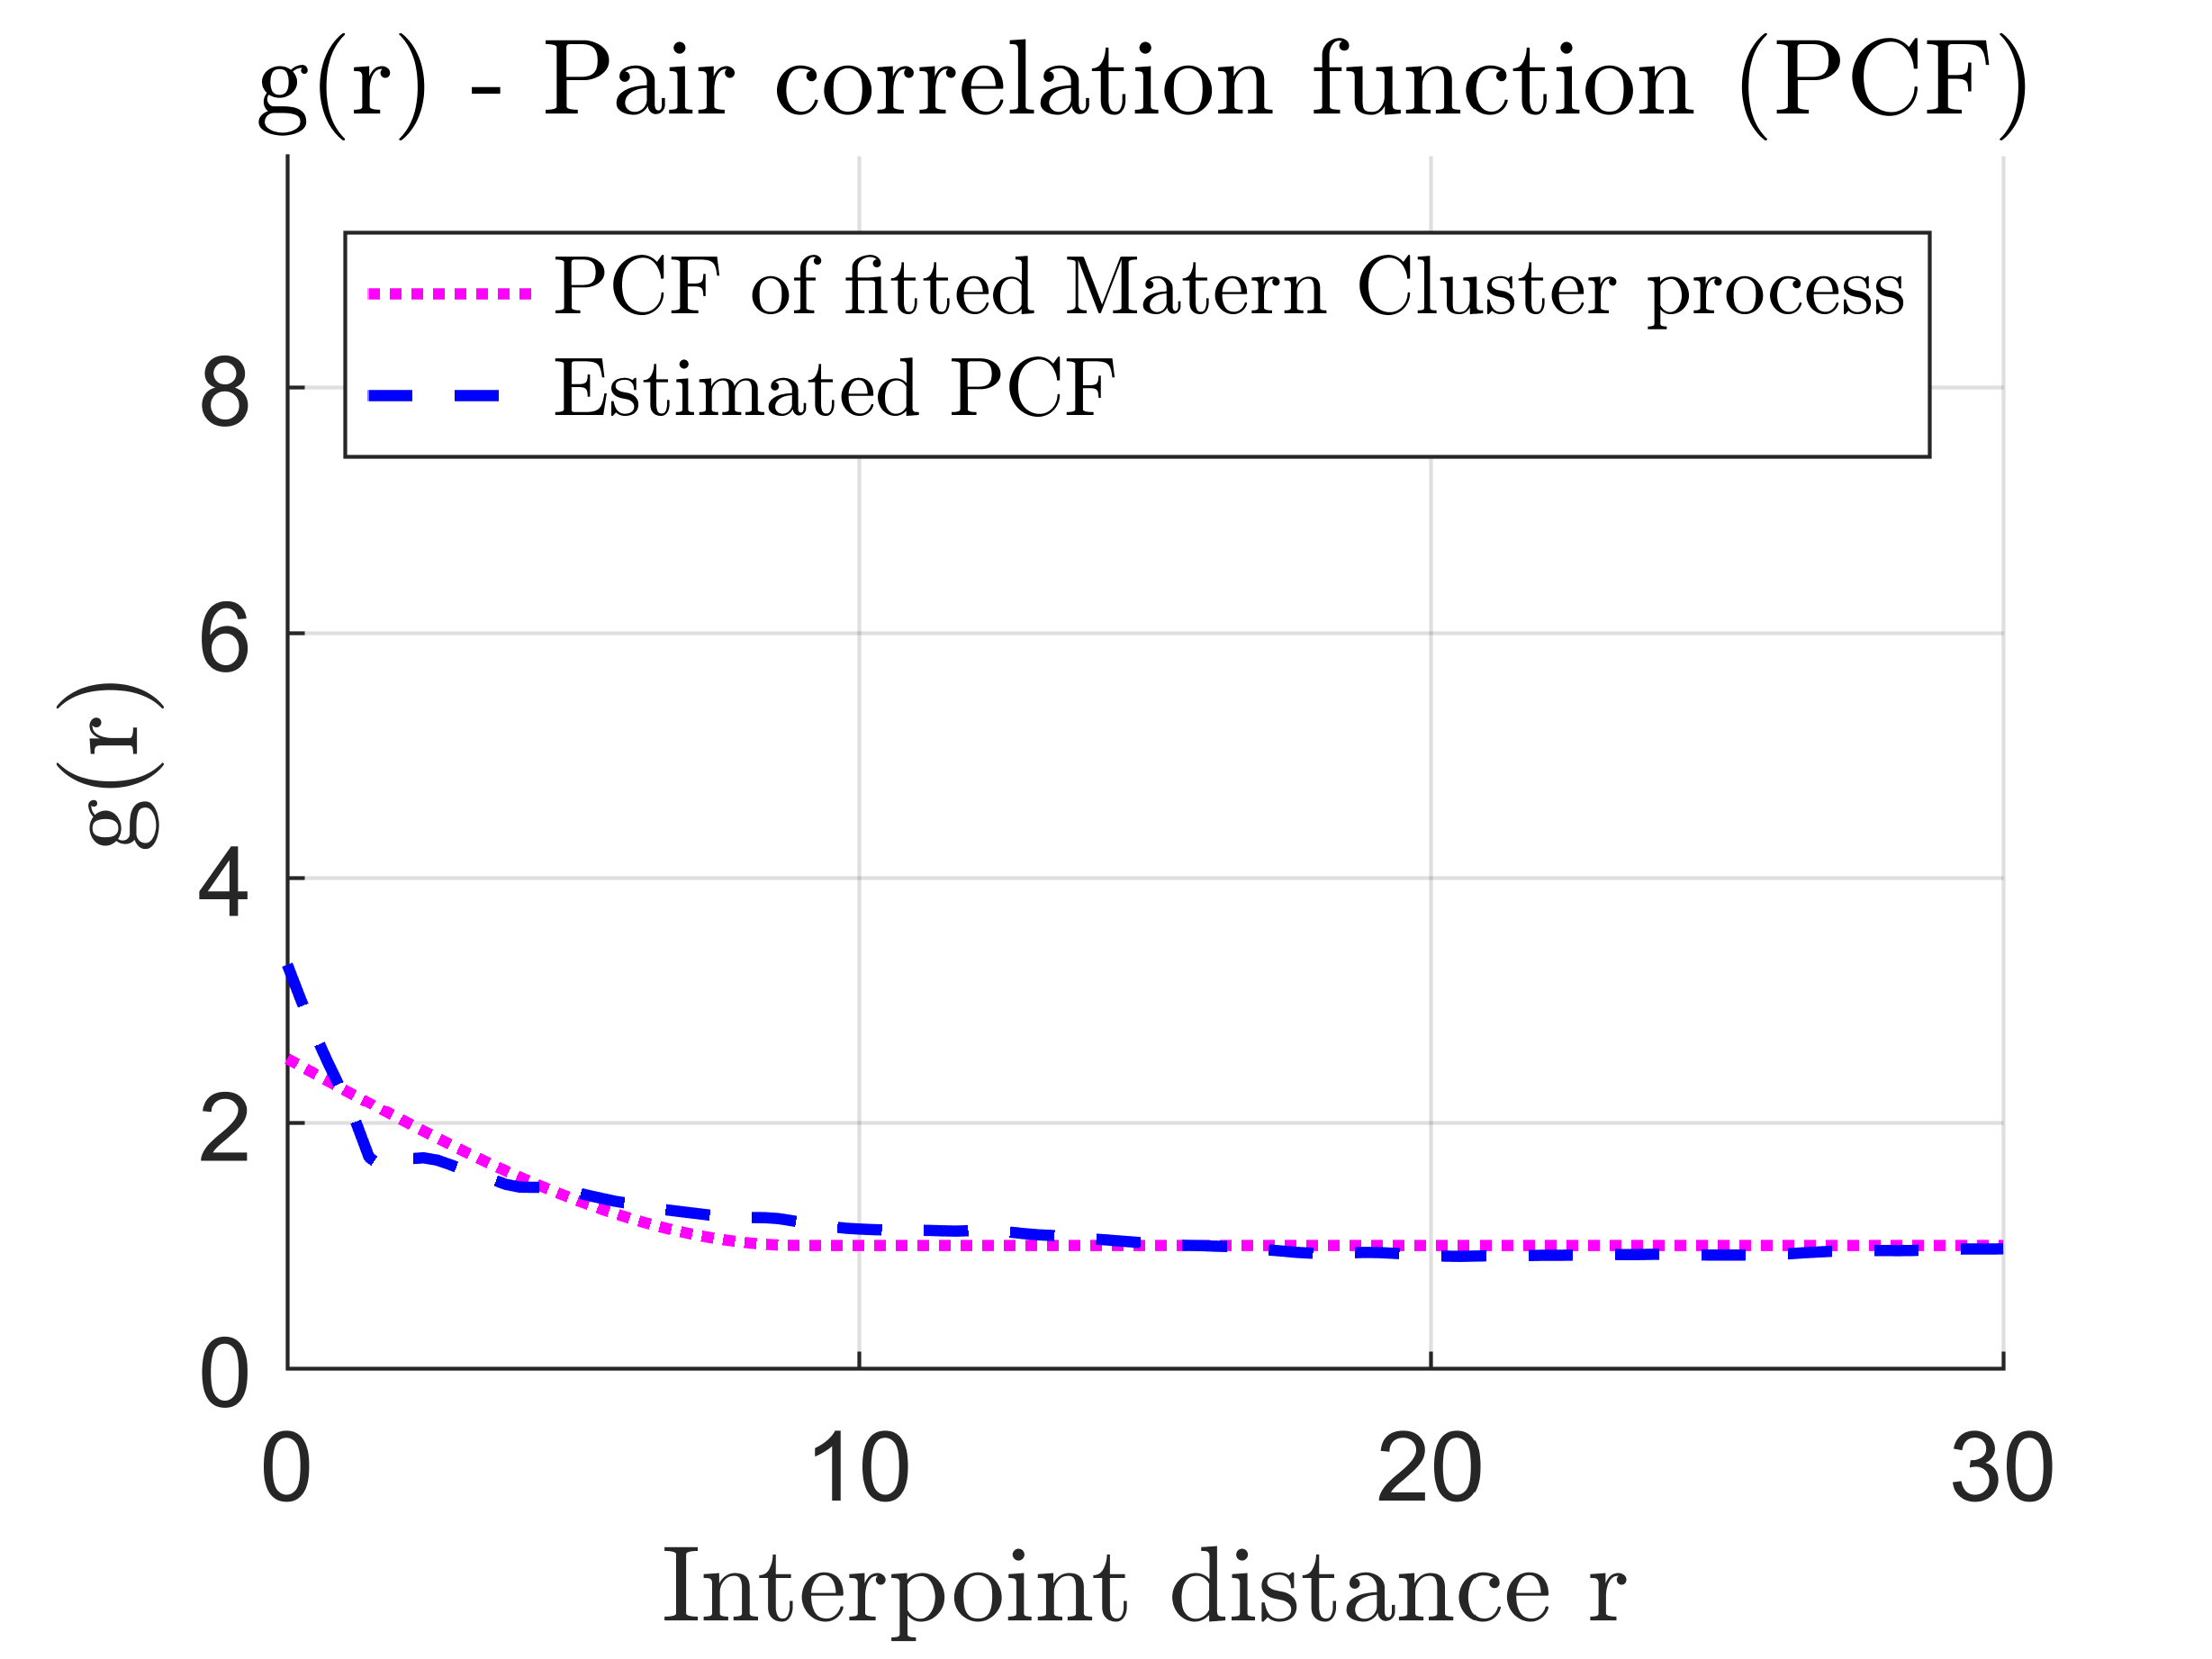 g(r) - Pair correlation function (PCF)
PCF of fitted Matern Cluster process
Estimated PCF
8
6
4
2
0
g(r)
0 10 20 30
Interpoint distance r